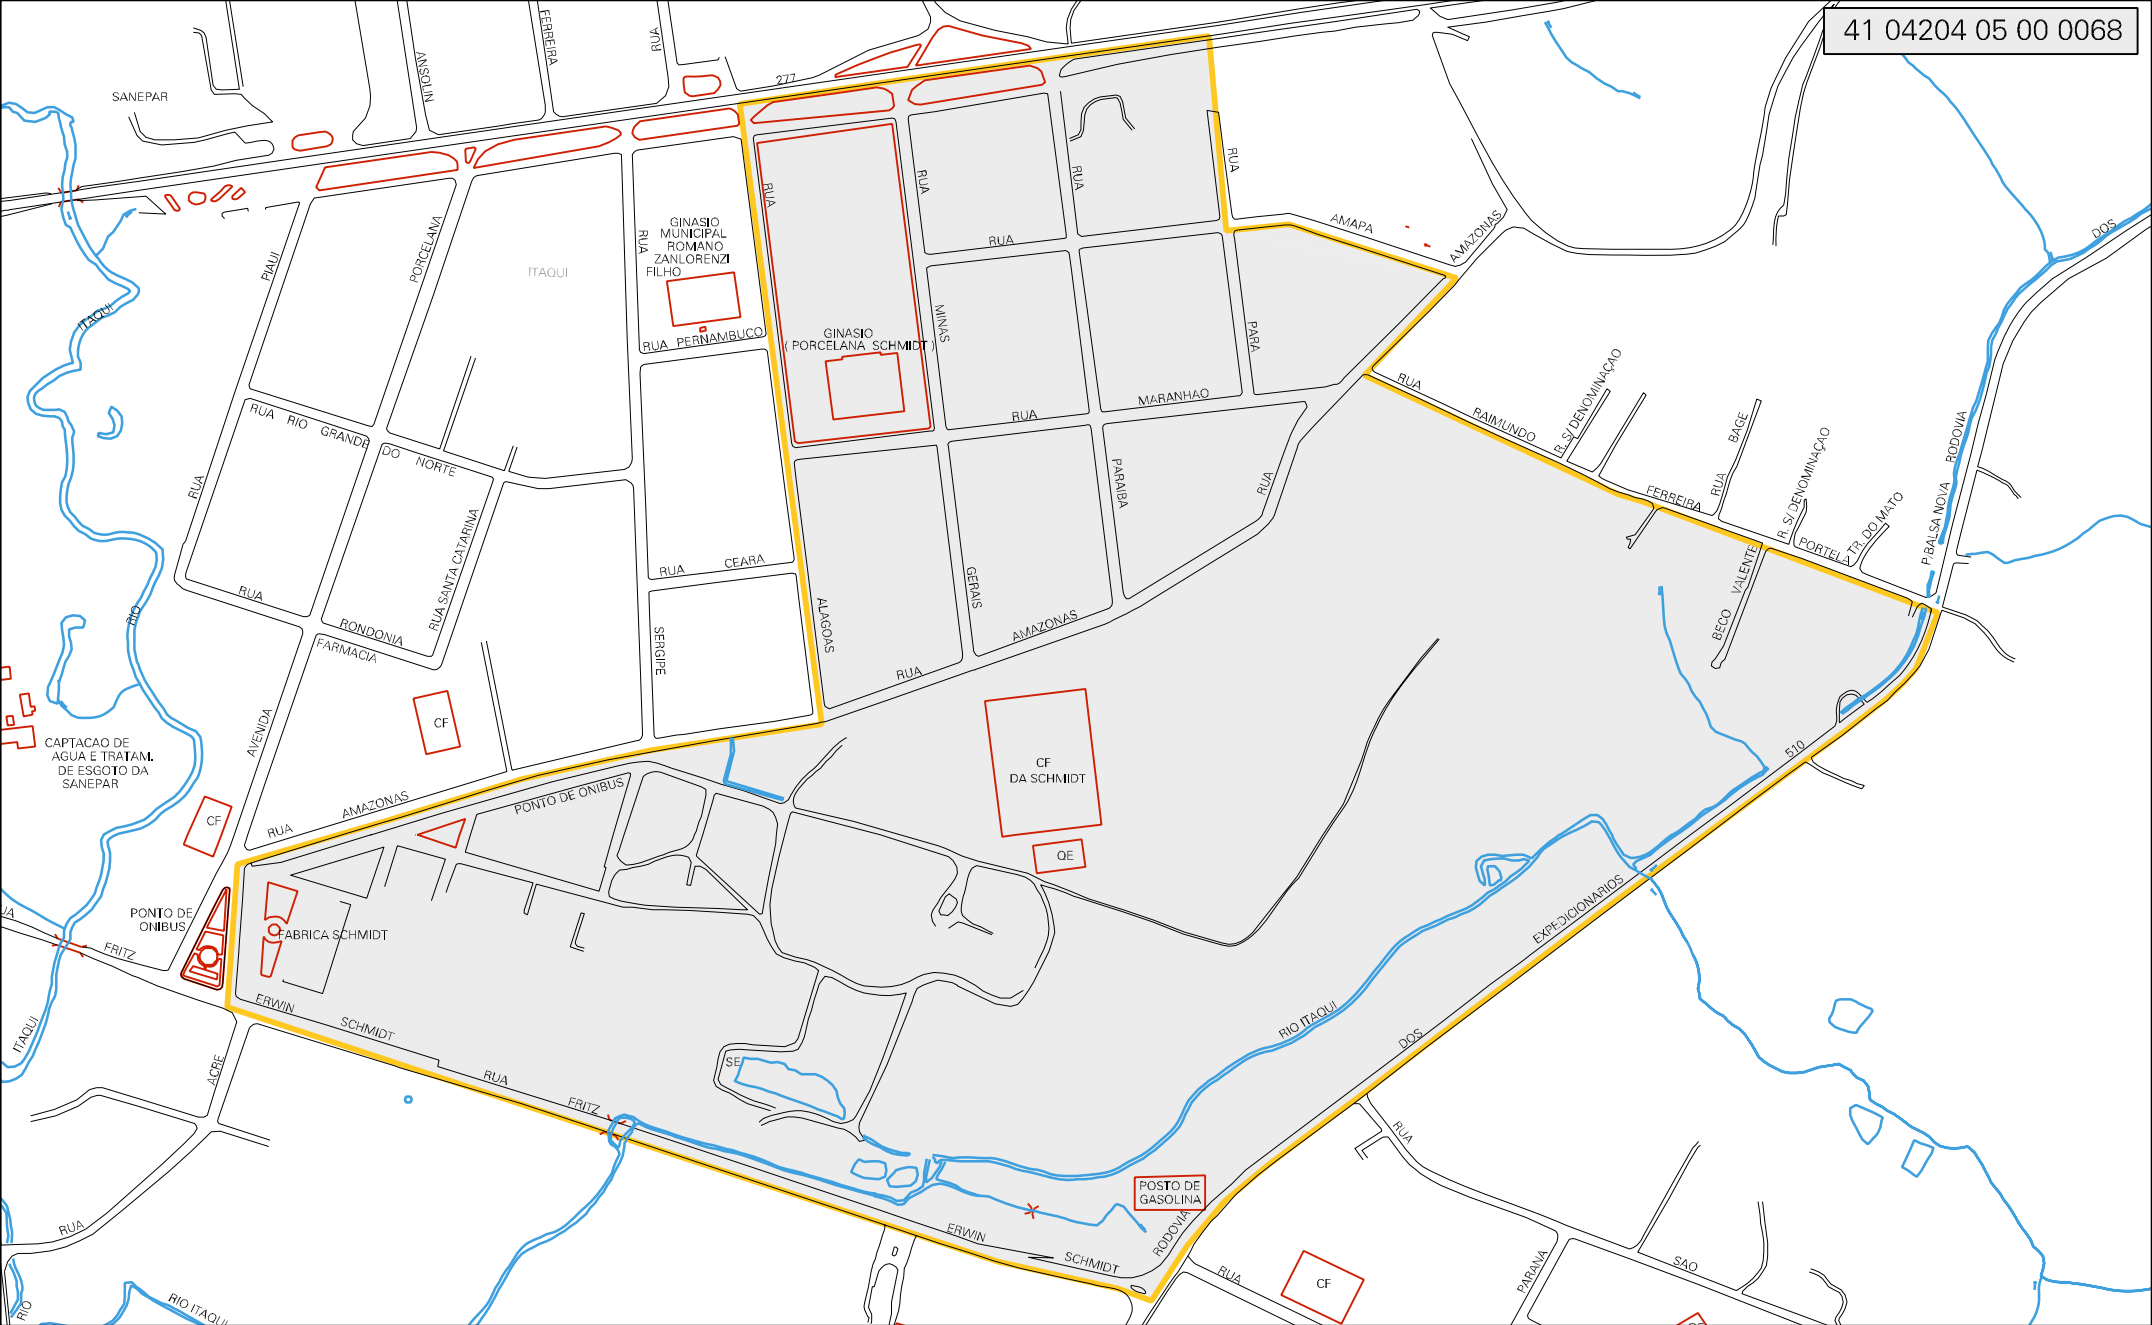 41 04204 05 00 0068
SANEPAR
ANSOLIN
FERREIRA
RUA
277
RUA
RUA
RUA
RUA
AMAPA
AMAZONAS
DOS
PIAUI
PORCELANA
ITAQUI
RUA
GINASIO
MUNICIPAL
ROMANO
ZANLORENZI
FILHO
RUA
ITAQUI
RUA PERNAMBUCO
GINASIO
( PORCELANA SCHMIDT )
MINAS
PARA
RUA
MARANHAO
RUA
RAIMUNDO
R. S/ DENOMINAÇAO
RUA BAGE
R. S/ DENOMINAÇAO
TR. DO MATO
RODOVIA
P.BALSA NOVA
FERREIRA
PORTELA
BECO VALENTE
RUA RIO GRANDE DO NORTE
RUA
PARAIBA
RUA
RUA SANTA CATARINA
RUA
RONDONIA
FARMACIA
RUA CEARA
SERGIPE
ALAGOAS
GERAIS
RUA
AMAZONAS
RIO
AVENIDA
CF
CAPTACAO DE
AGUA E TRATAM.
DE ESGOTO DA
SANEPAR
CF
RUA
AMAZONAS
PONTO DE ONIBUS
CF
DA SCHMIDT
QE
510
EXPEDICIONARIOS
PONTO DE
ONIBUS
FABRICA SCHMIDT
FRITZ
ITAQUI
ERWIN
SCHMIDT
ACRE
RUA
FRITZ
SE
RIO ITAQUI
DOS
POSTO DE
GASOLINA
RODOVIA
ERWIN
SCHMIDT
RUA
RUA
PARANA
SAO
CF
RUA
RIO
RIO ITAQUI